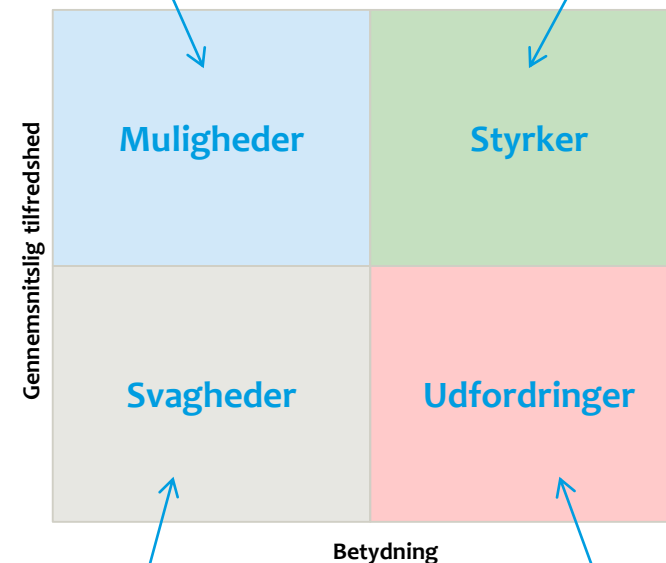 Muligheder
Styrker
Gennemsnitslig tilfredshed
Svagheder
Udfordringer
Betydning